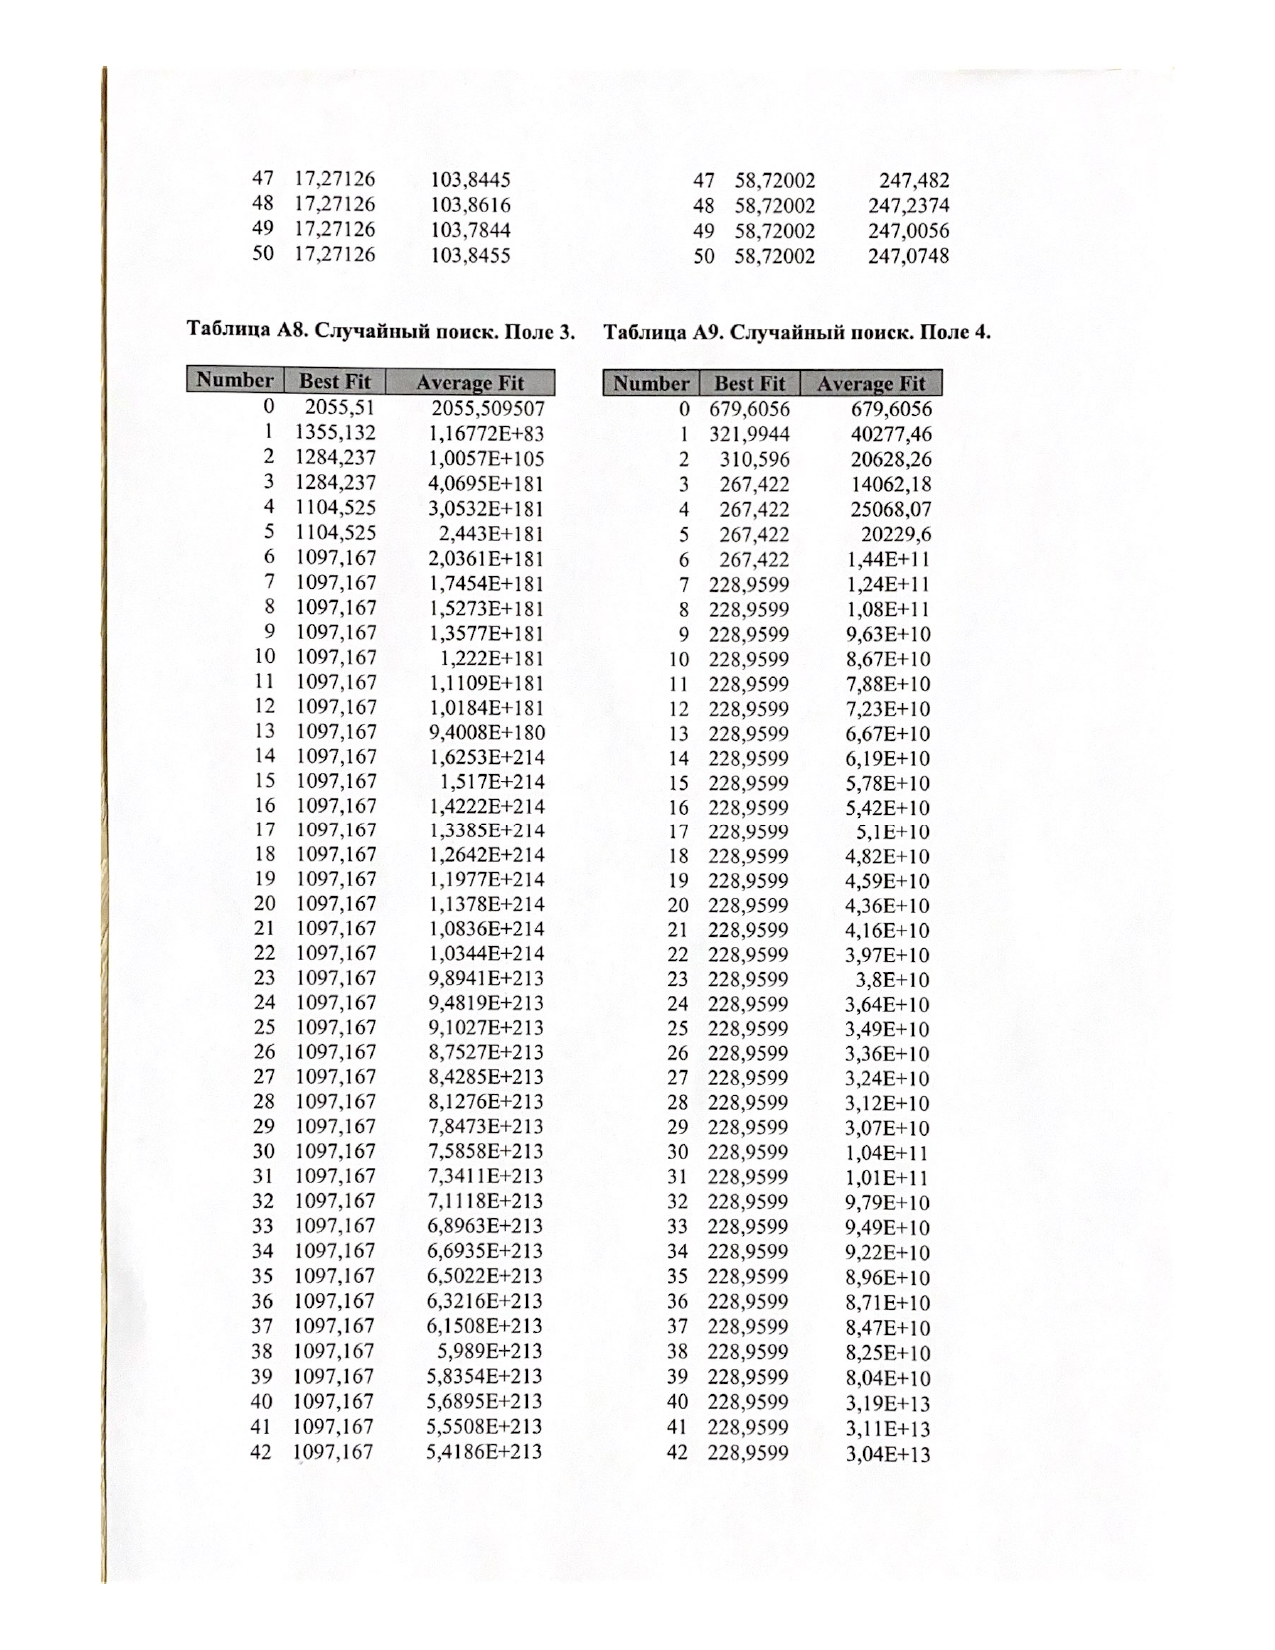 47 17,27126 103,8445 47 58,72002 247,482
48 17,27126 103,8616 48 58,72002 247,2374
49 17,27126 103,7844 49 58,72002 247,0056
50 17,27126 103,8455 50 58,72002 247,0748
Таблица А8. Случайный поиск. Поле 3. Таблица А9. Случайный поиск. Поле 4.
Number Best Fit Average Fit Number Best Fit Average Fit
0 2055,51 2055,509507 0 679,6056 679,6056
1 1355,132 1,16772E+83 1 321,9944 40277,46
2 1284,237 1,0057E+105 2 310,596 20628,26
3 1284,237 4,0695E+181 3 267,422 14062,18
4 1104,525 3,0532E+181 4 267,422 25068,07
5 1104,525 2,443E+181 5 267,422 20229,6
6 1097,167 2,0361E+181 6 267,422 1,44E+11
7 1097,167 1,7454E+181 7 228,9599 1,24E+11
8 1097,167 1,5273E+181 8 228,9599 1,08E+11
9 1097,167 1,3577E+181 9 228,9599 9,63E+10
10 1097,167 1,222E+181 10 228,9599 8,67E+10
11 1097,167 1,1109E+181 11 228,9599 7,88E+10
12 1097,167 1,0184E+181 12 228,9599 7,23E+10
13 1097,167 9,4008E+180 13 228,9599 6,67E+10
14 1097,167 1,6253E+214 14 228,9599 6,19E+10
15 1097,167 1,517E+214 15 228,9599 5,78E+10
16 1097,167 1,4222E+214 16 228,9599 5,42E+10
17 1097,167 1,3385E+214 17 228,9599 5,1E+10
18 1097,167 1,2642E+214 18 228,9599 4,82E+10
19 1097,167 1,1977E+214 19 228,9599 4,59E+10
20 1097,167 1,1378E+214 20 228,9599 4,36E+10
21 1097,167 1,0836E+214 21 228,9599 4,16E+10
22 1097,167 1,0344E+214 22 228,9599 3,97E+10
23 1097,167 9,8941E+213 23 228,9599 3,8E+10
24 1097,167 9,4819E+213 24 228,9599 3,64E+10
25 1097,167 9,1027E+213 25 228,9599 3,49E+10
26 1097,167 8,7527E+213 26 228,9599 3,36E+10
27 1097,167 8,4285E+213 27 228,9599 3,24E+10
28 1097,167 8,1276E+213 28 228,9599 3,12E+10
29 1097,167 7,8473E+213 29 228,9599 3,07E+10
30 1097,167 7,5858E+213 30 228,9599 1,04E+11
31 1097,167 7,3411E+213 31 228,9599 1,01E+11
32 1097,167 7,1118E+213 32 228,9599 9,79E+10
33 1097,167 6,8963E+213 33 228,9599 9,49E+10
34 1097,167 6,6935E+213 34 228,9599 9,22E+10
35 1097,167 6,5022E+213 35 228,9599 8,96E+10
36 1097,167 6,3216E+213 36 228,9599 8,71E+10
37 1097,167 6,1508E+213 37 228,9599 8,47E+10
38 1097,167 5,989E+213 38 228,9599 8,25E+10
39 1097,167 5,8354E+213 39 228,9599 8,04E+10
40 1097,167 5,6895E+213 40 228,9599 3,19E+13
41 1097,167 5,5508E+213 41 228,9599 3,11E+13
42 1097,167 5,4186E+213 42 228,9599 3,04E+13